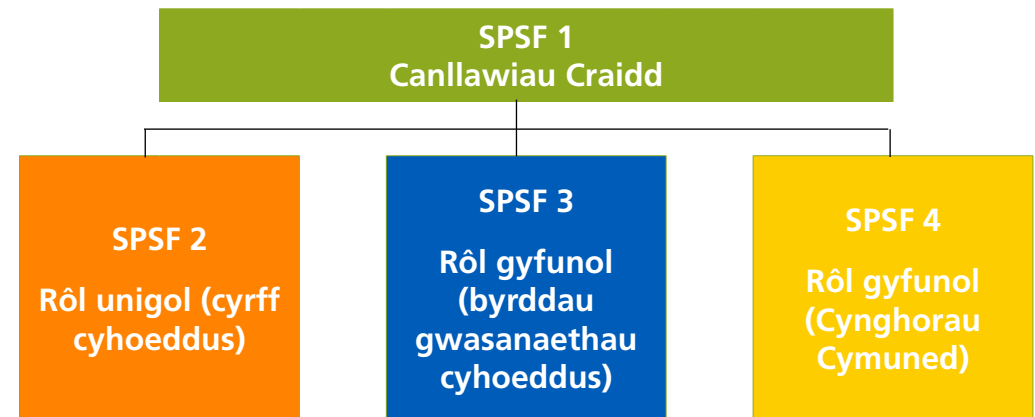 SPSF 1
Canllawiau Craidd
SPSF 2
Rôl unigol (cyrff
cyhoeddus)
SPSF 3
Rôl gyfunol
(byrddau
gwasanaethau
cyhoeddus)
SPSF 4
Rôl gyfunol
(Cynghorau
Cymuned)